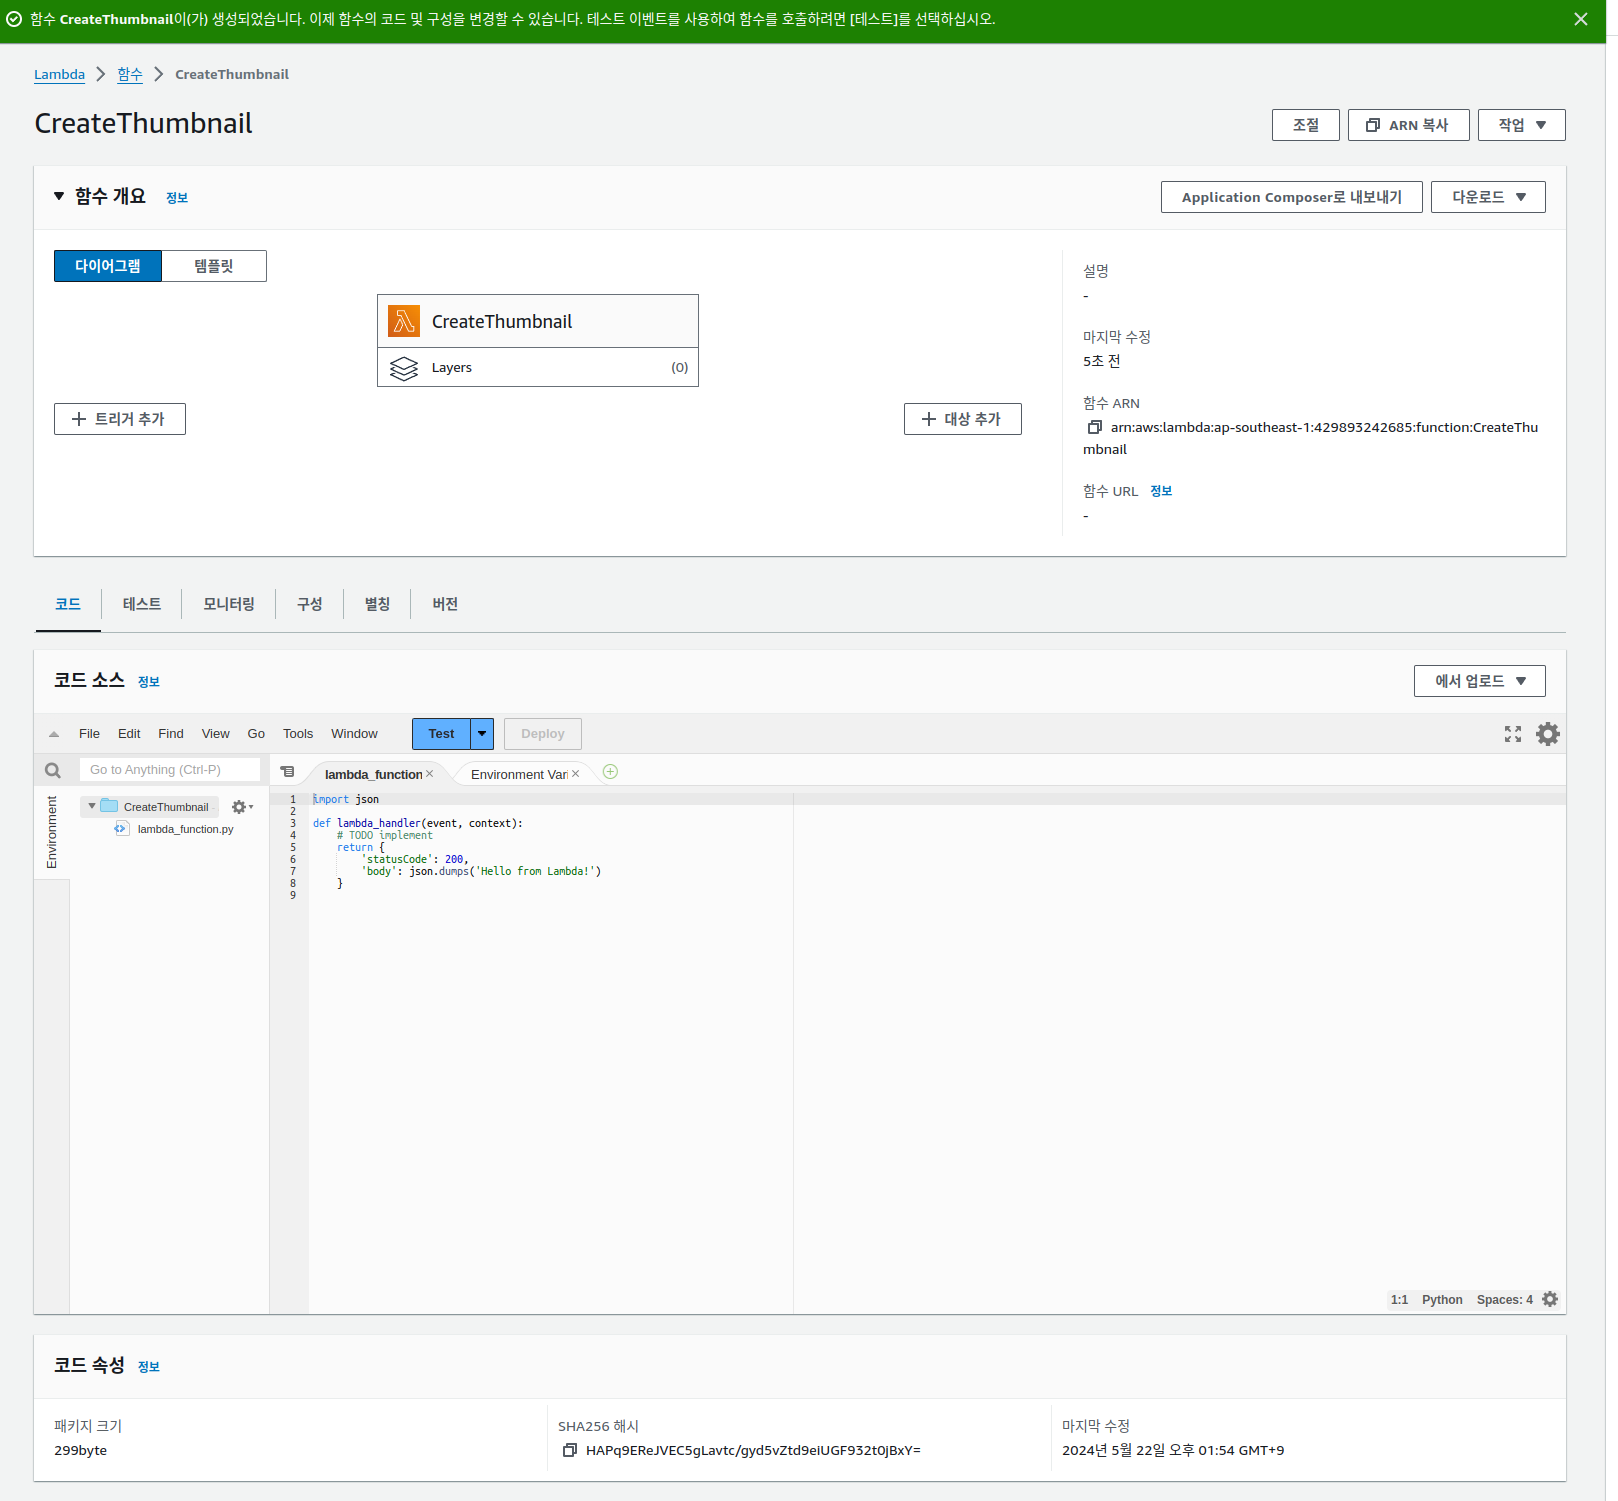 함수 CreateThumbnail이(가) 생성되었습니다. 이제 함수의 코드 및 구성을 변경할 수 있습니다. 테스트 이벤트를 사용하여 함수를 호출하려면 [테스트]를 선택하십시오.
Lambda 함수 CreateThumbnail
CreateThumbnail
조절 ARN 복사 작업
함수 개요 정보
Application Composer로 내보내기 다운로드
다이어그램 템플릿
CreateThumbnail
Layers (0)
트리거 추가
대상 추가
설명
-
마지막 수정
5초 전
함수 ARN
arn:aws:lambda:ap-southeast-1:429893242685:function:CreateThu
mbnail
함수 URL 정보
-
코드 테스트 모니터링 구성 별칭 버전
코드 소스 정보
에서 업로드
File Edit Find View Go Tools Window Test Deploy
Go to Anything (Ctrl-P)
lambda_function Environment Vari
Environment
CreateThumbnail
lambda_function.py
1 import json
2
3 def lambda_handler(event, context):
4 # TODO implement
5 return {
6 'statusCode': 200,
7 'body': json.dumps('Hello from Lambda!')
8 }
9
1:1 Python Spaces: 4
코드 속성 정보
패키지 크기
299byte
SHA256 해시
HAPq9EReJVEC5gLavtc/gyd5vZtd9eiUGF932t0jBxY=
마지막 수정
2024년 5월 22일 오후 01:54 GMT+9